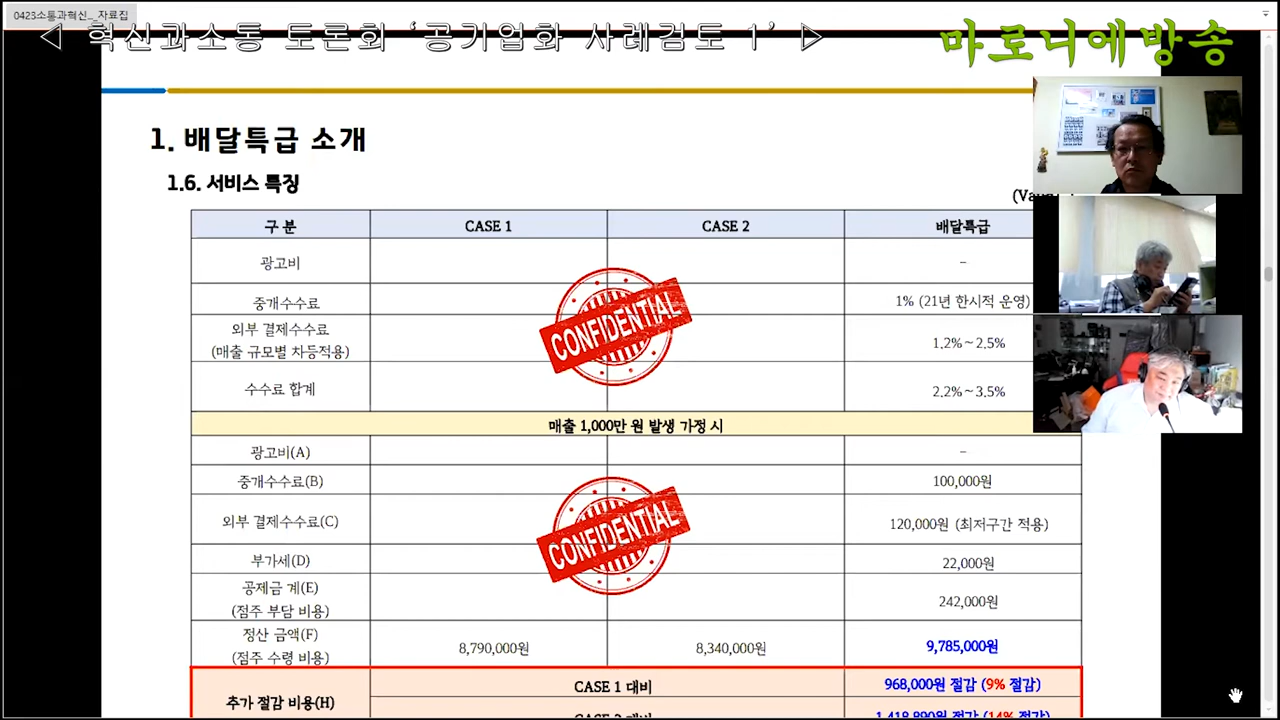 0423소통과혁신_ _자료집
◁ 혁신과소통 토론회 ‘공기업화 사례검토 1’ ▷
마로니에방송
1. 배달특급 소개
1.6. 서비스 특징
구 분 CASE 1 CASE 2 배달특급
광고비 –
중개수수료 1% (21년 한시적 운영)
외부 결제수수료
(매출 규모별 차등적용) 1.2%~2.5%
수수료 합계 2.2%~3.5%
CONFIDENTIAL
매출 1,000만 원 발생 가정 시
광고비(A) –
중개수수료(B) 100,000원
외부 결제수수료(C) 120,000원 (최저구간 적용)
부가세(D) 22,000원
공제금 계(E)
(점주 부담 비용) 242,000원
CONFIDENTIAL
정산 금액(F)
(점주 수령 비용) 8,790,000원 8,340,000원 9,785,000원
추가 절감 비용(H) CASE 1 대비 968,000원 절감 (9% 절감)